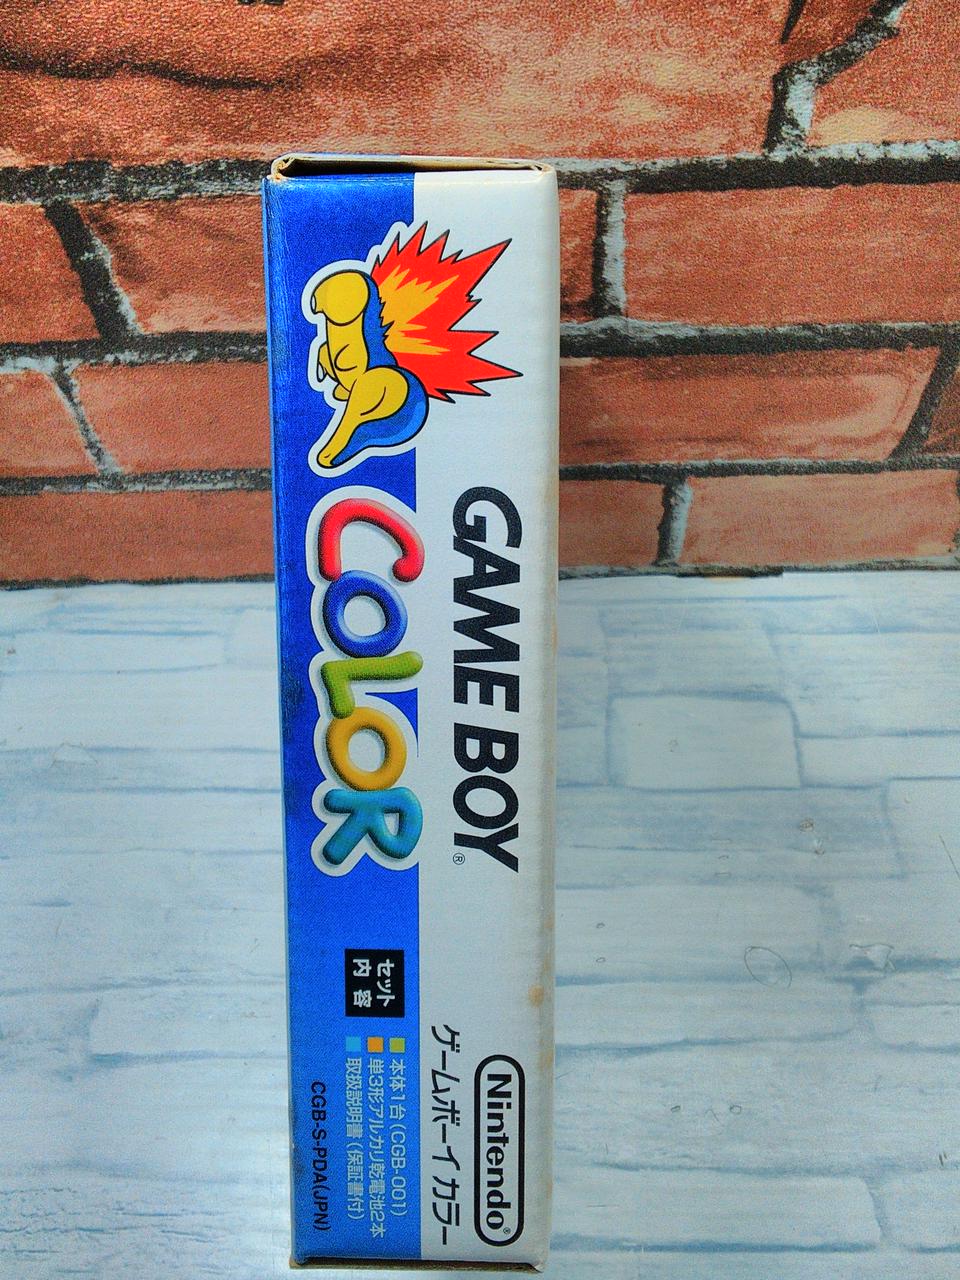 GAME BOY®
COLOR
Nintendo®
ゲームボーイ カラー
セット
内容
本体1台(CGB-001)
単3形アルカリ乾電池2本
取扱説明書(保証書付)
CGB-S-PDA(JPN)